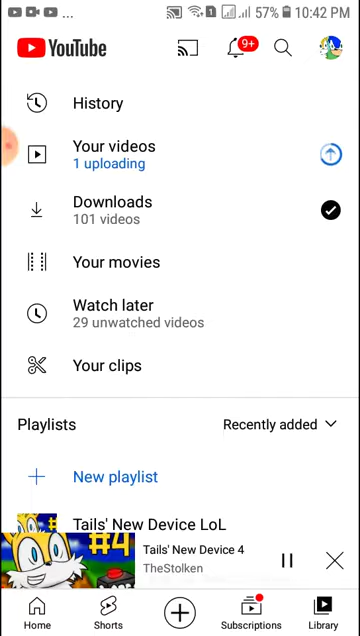 ... 57% 10:42 PM
YouTube 9+
History
Your videos
1 uploading
Downloads
101 videos
Your movies
Watch later
29 unwatched videos
Your clips
Playlists Recently added
New playlist
Tails' New Device LoL
#4
Tails' New Device 4
TheStolken
Home Shorts Subscriptions Library